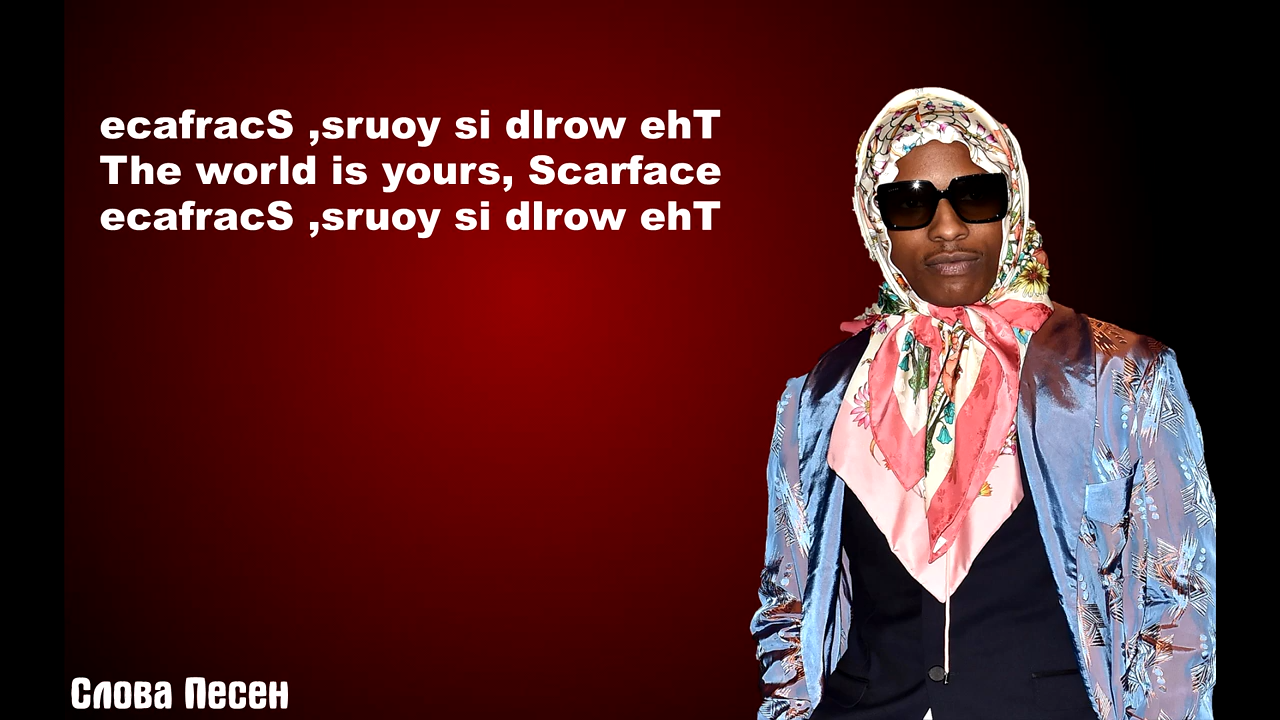 ecafracS ,sruoy si dlrow ehT
The world is yours, Scarface
ecafracS ,sruoy si dlrow ehT
Слова Песен